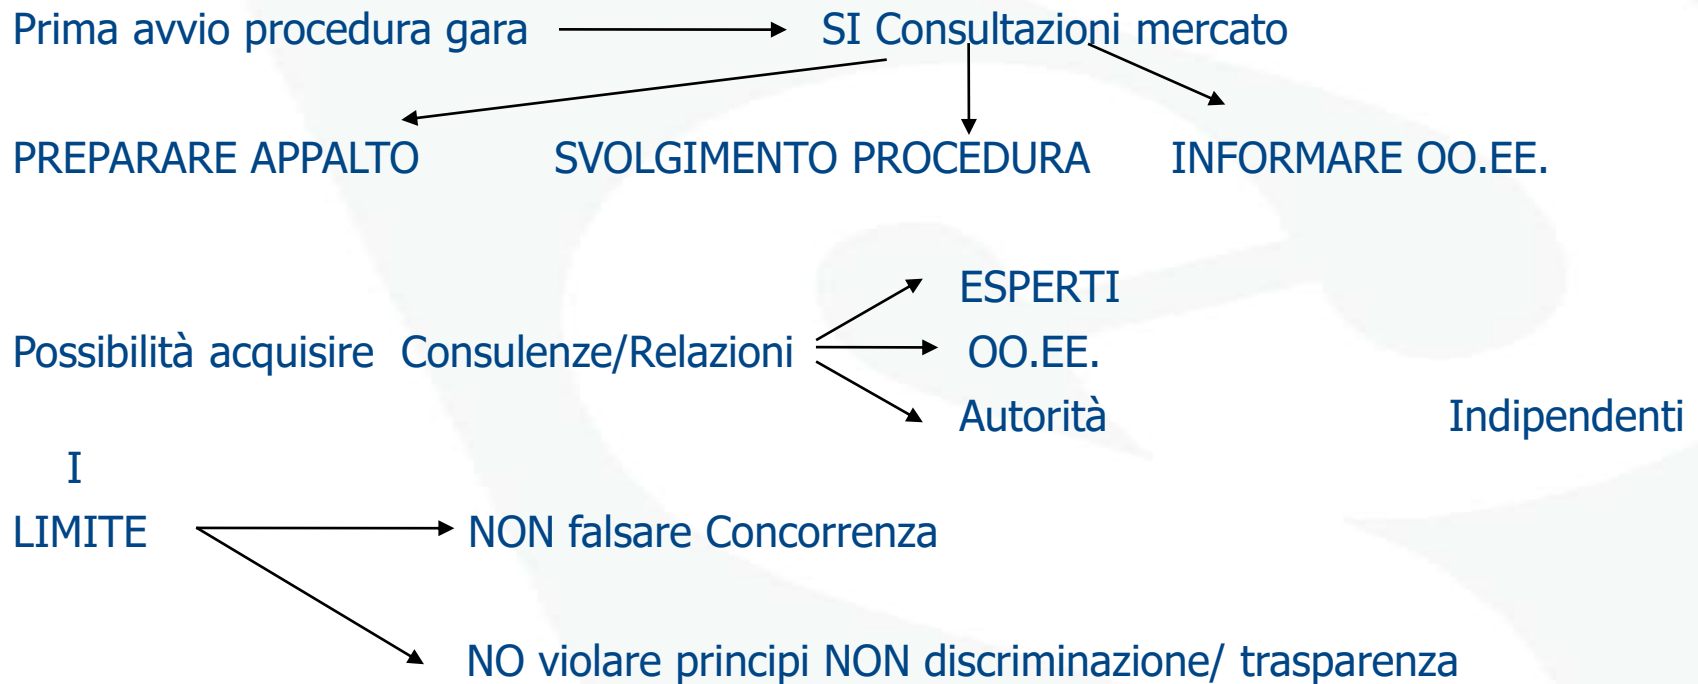 Prima avvio procedura gara SI Consultazioni mercato
PREPARARE APPALTO SVOLGIMENTO PROCEDURA INFORMARE OO.EE.
ESPERTI
Possibilità acquisire Consulenze/Relazioni OO.EE.
Autorità Indipendenti
I
LIMITE NON falsare Concorrenza
NO violare principi NON discriminazione/ trasparenza